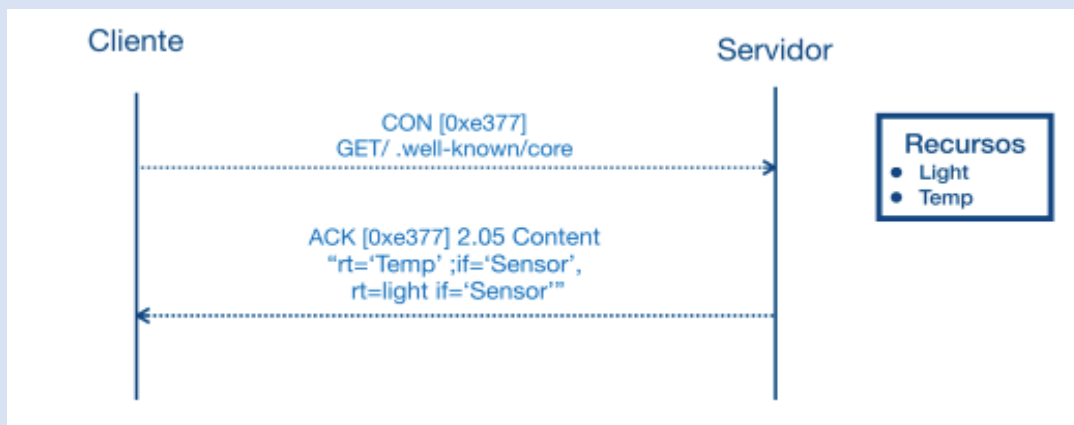 Cliente
Servidor
CON [0xe377]
GET/ .well-known/core
Recursos
• Light
• Temp
ACK [0xe377] 2.05 Content
“rt=‘Temp’ ;if=‘Sensor’,
rt=light if=‘Sensor’”